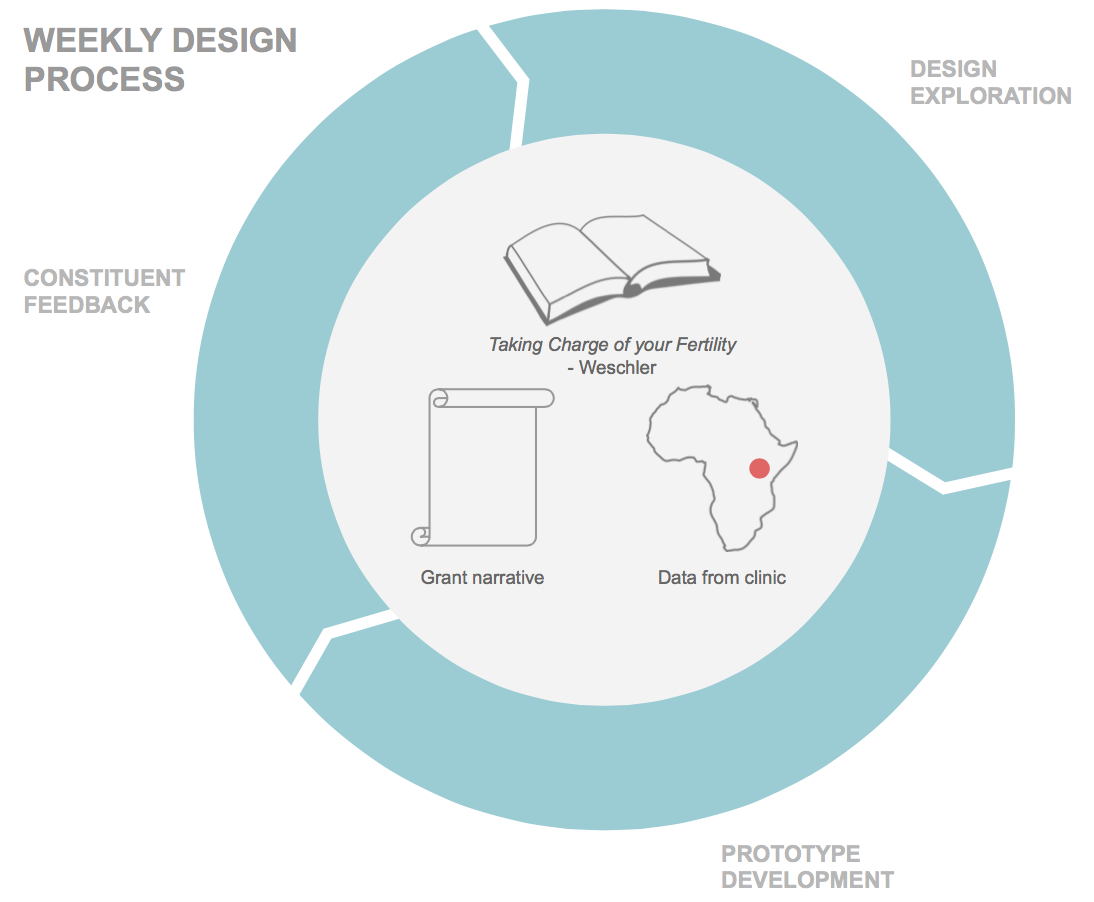 WEEKLY DESIGN
PROCESS
DESIGN
EXPLORATION
CONSTITUENT
FEEDBACK
Taking Charge of your Fertility
- Weschler
Grant narrative
Data from clinic
PROTOTYPE
DEVELOPMENT